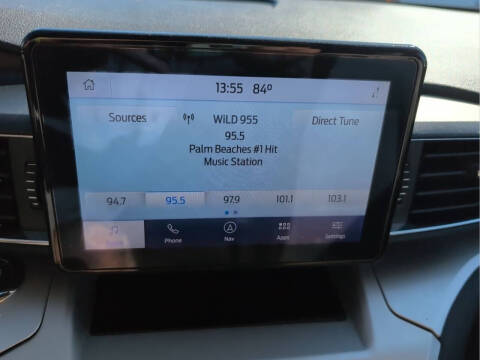 13:55 84°
Sources WiLD 955 Direct Tune
95.5
Palm Beaches #1 Hit
Music Station
94.7 95.5 97.9 101.1 103.1
Phone Nav Apps Settings